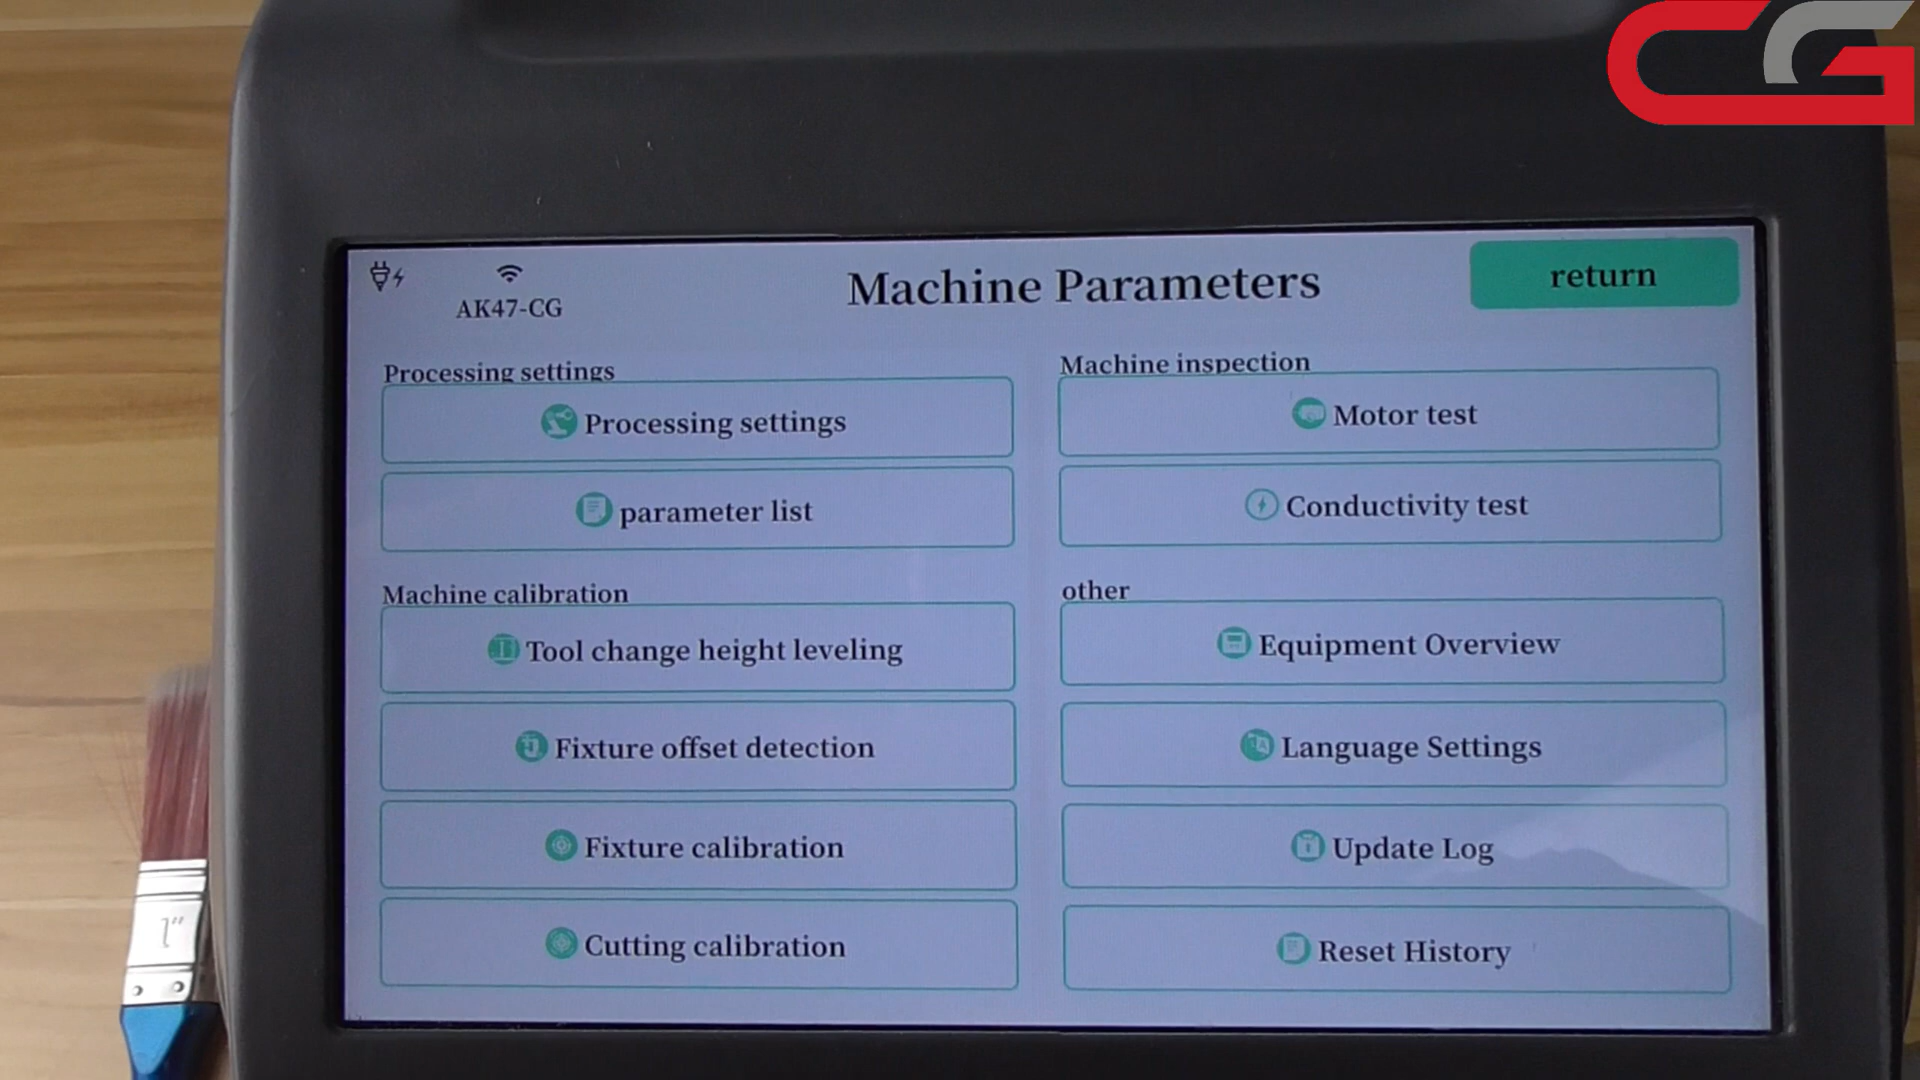 CG
AK47-CG
Machine Parameters
return
Processing settings
Processing settings
parameter list
Machine calibration
Tool change height leveling
Fixture offset detection
Fixture calibration
Cutting calibration
Machine inspection
Motor test
Conductivity test
other
Equipment Overview
Language Settings
Update Log
Reset History
1"